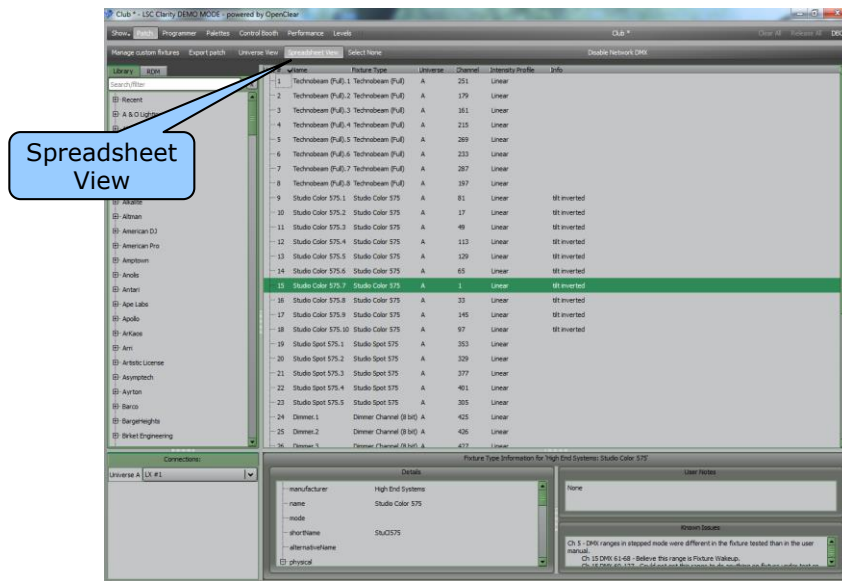 Club * - LSC Clarity DEMO MODE - powered by OpenClear
Show. Patch Programmer Palettes Control Booth Performance Levels Club * Clear All Release All
Manage custom fixtures Export patch Universe View Spreadsheet View Select None Disable Network DMX
Library RDM
Search/filter
Recent
Spreadsheet
View
Alkalite
Altman
American DJ
American Pro
Amptown
Anolis
Antari
Ape Labs
Apollo
ArKaos
Arri
Artistic License
Asymptech
Ayrton
Barco
BargeHeights
Birket Engineering
Name Fixture Type Universe Channel Intensity Profile Info
1 Technobeam (Full).1 Technobeam (Full) A 251 Linear
2 Technobeam (Full).2 Technobeam (Full) A 179 Linear
3 Technobeam (Full).3 Technobeam (Full) A 161 Linear
4 Technobeam (Full).4 Technobeam (Full) A 215 Linear
5 Technobeam (Full).5 Technobeam (Full) A 269 Linear
6 Technobeam (Full).6 Technobeam (Full) A 233 Linear
7 Technobeam (Full).7 Technobeam (Full) A 287 Linear
8 Technobeam (Full).8 Technobeam (Full) A 197 Linear
9 Studio Color 575.1 Studio Color 575 A 81 Linear tilt inverted
10 Studio Color 575.2 Studio Color 575 A 17 Linear tilt inverted
11 Studio Color 575.3 Studio Color 575 A 49 Linear tilt inverted
12 Studio Color 575.4 Studio Color 575 A 113 Linear tilt inverted
13 Studio Color 575.5 Studio Color 575 A 129 Linear tilt inverted
14 Studio Color 575.6 Studio Color 575 A 65 Linear tilt inverted
15 Studio Color 575.7 Studio Color 575 A 1 Linear tilt inverted
16 Studio Color 575.8 Studio Color 575 A 33 Linear tilt inverted
17 Studio Color 575.9 Studio Color 575 A 145 Linear tilt inverted
18 Studio Color 575.10 Studio Color 575 A 97 Linear tilt inverted
19 Studio Spot 575.1 Studio Spot 575 A 353 Linear
20 Studio Spot 575.2 Studio Spot 575 A 329 Linear
21 Studio Spot 575.3 Studio Spot 575 A 377 Linear
22 Studio Spot 575.4 Studio Spot 575 A 401 Linear
23 Studio Spot 575.5 Studio Spot 575 A 305 Linear
24 Dimmer.1 Dimmer Channel (8 bit) A 425 Linear
25 Dimmer.2 Dimmer Channel (8 bit) A 426 Linear
26 Dimmer.3 Dimmer Channel (8 bit) A 427 Linear
Connections:
Universe A LX #1
Fixture Type Information for 'High End Systems: Studio Color 575'
Details
manufacturer High End Systems
name Studio Color 575
mode
shortName StuCl575
alternativeName
physical
User Notes
None
Known Issues
Ch 5 - DMX ranges in stepped mode were different in the fixture tested than in the user
manual.
Ch 15 DMX 61-68 - Believe this range is Fixture Wakeup.